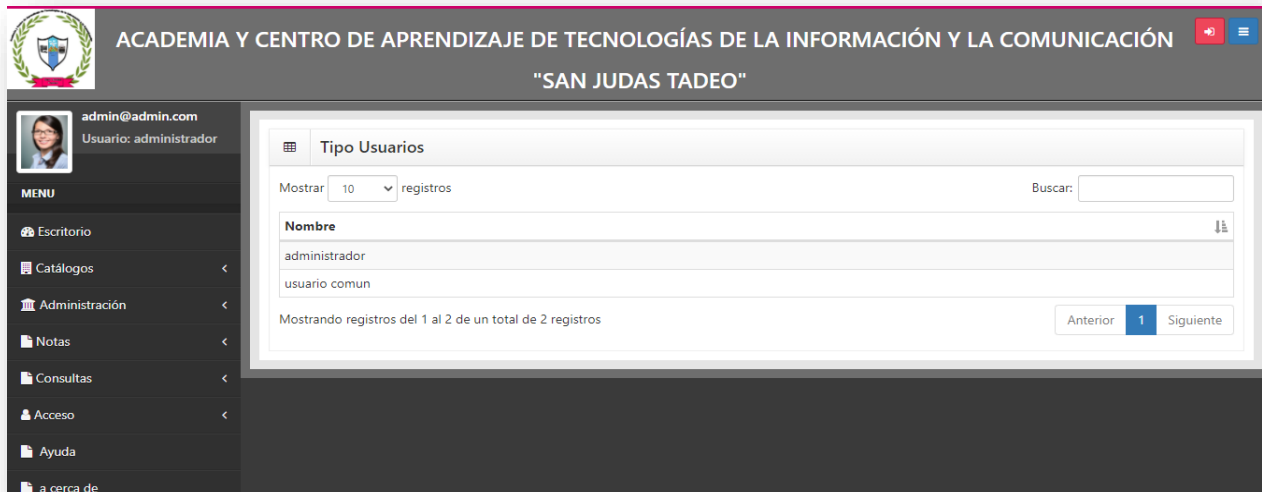 ACADEMIA Y CENTRO DE APRENDIZAJE DE TECNOLOGÍAS DE LA INFORMACIÓN Y LA COMUNICACIÓN
"SAN JUDAS TADEO"
admin@admin.com
Usuario: administrador
MENU
Escritorio
Catálogos
Administración
Notas
Consultas
Acceso
Ayuda
a cerca de
Tipo Usuarios
Mostrar 10 registros
Buscar:
Nombre
administrador
usuario comun
Mostrando registros del 1 al 2 de un total de 2 registros
Anterior 1 Siguiente